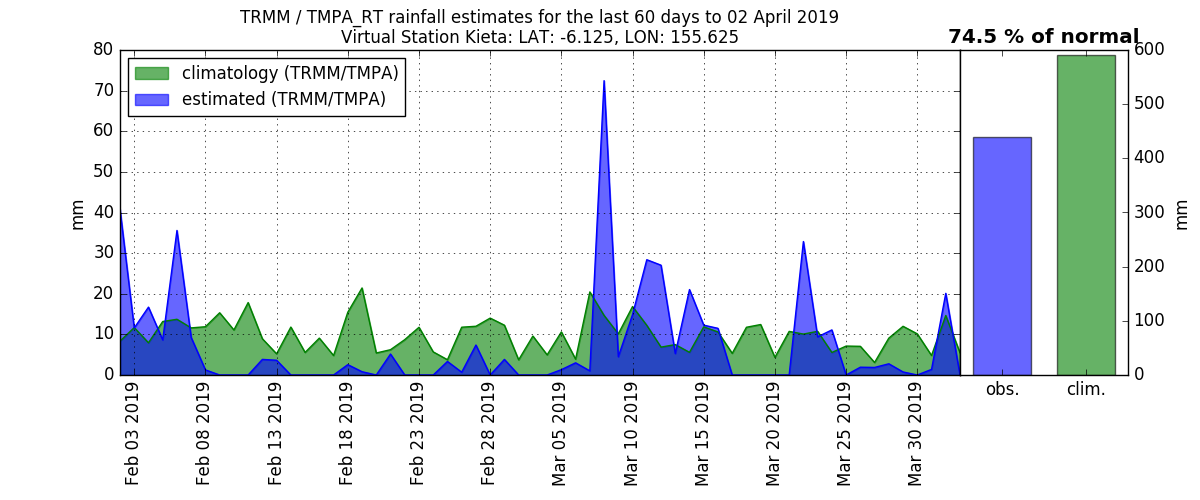 TRMM / TMPA_RT rainfall estimates for the last 60 days to 02 April 2019
Virtual Station Kieta: LAT: -6.125, LON: 155.625
74.5 % of normal
climatology (TRMM/TMPA)
estimated (TRMM/TMPA)
mm
80
70
60
50
40
30
20
10
0
Feb 03 2019
Feb 08 2019
Feb 13 2019
Feb 18 2019
Feb 23 2019
Feb 28 2019
Mar 05 2019
Mar 10 2019
Mar 15 2019
Mar 20 2019
Mar 25 2019
Mar 30 2019
obs.
clim.
600
500
400
300
200
100
0
mm